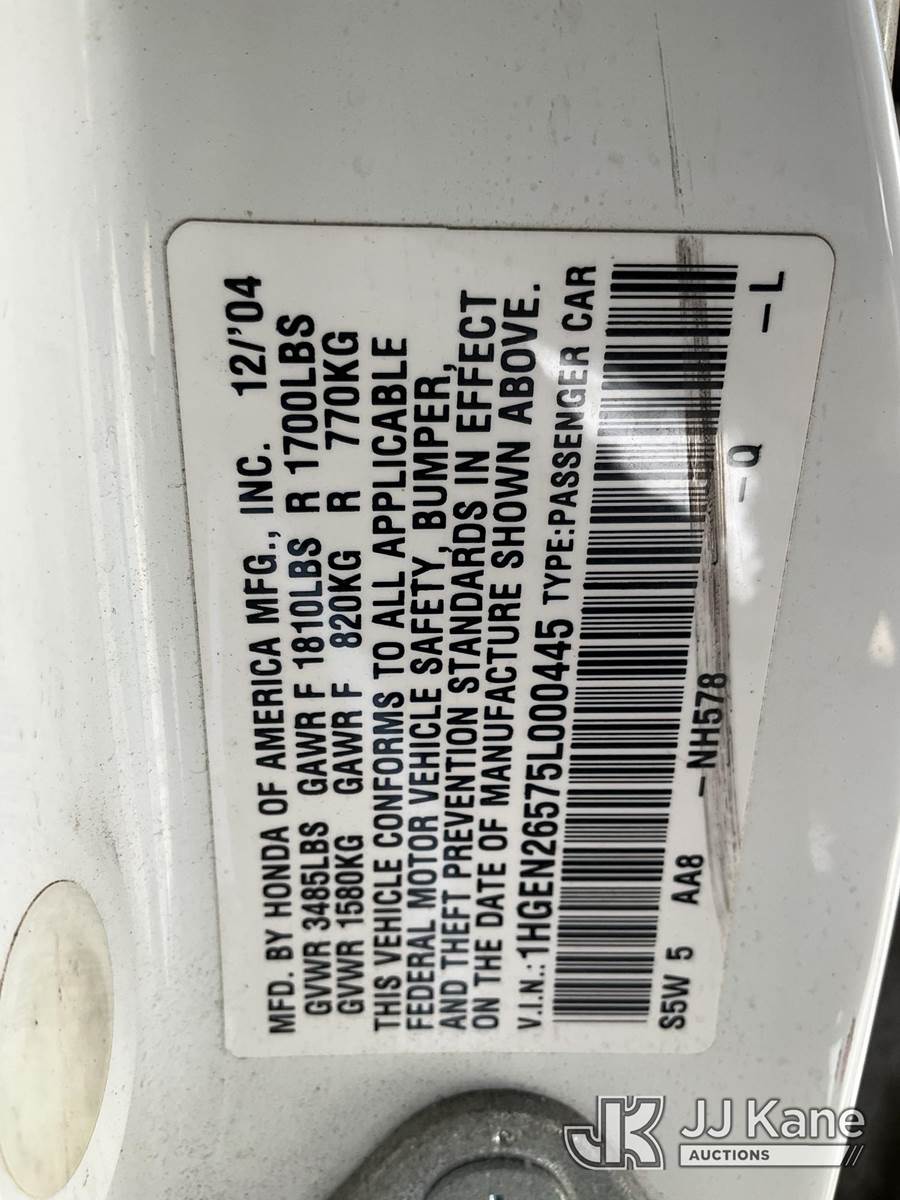 MFD. BY HONDA OF AMERICA MFG., INC. 12/'04
GVWR 3485LBS GAWR F 1810LBS R 1700LBS
GVWR 1580KG GAWR F 820KG R 770KG
THIS VEHICLE CONFORMS TO ALL APPLICABLE
FEDERAL MOTOR VEHICLE SAFETY, BUMPER,
AND THEFT PREVENTION STANDARDS IN EFFECT
ON THE DATE OF MANUFACTURE SHOWN ABOVE.
V.I.N.: 1HGEN26575L000445 TYPE:PASSENGER CAR
S5W 5 AA8 -NH578 -Q -L
JK JJ Kane
AUCTIONS